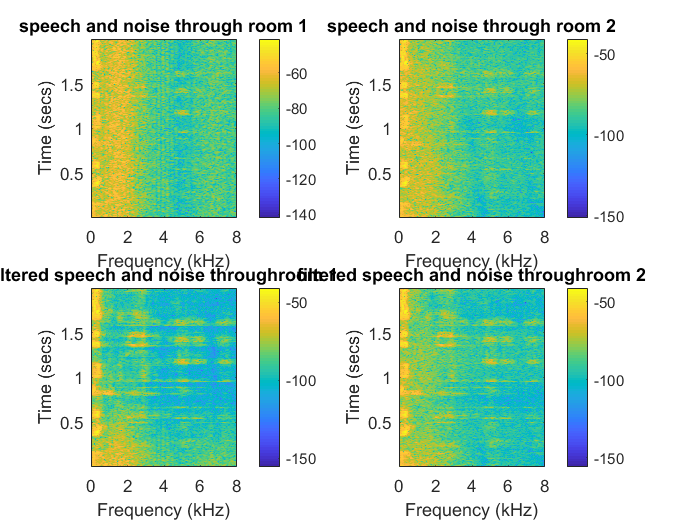 speech and noise through room 1
Time (secs)
1.5
1
0.5
0 2 4 6 8
Frequency (kHz)
-60
-80
-100
-120
-140
speech and noise through room 2
Time (secs)
1.5
1
0.5
0 2 4 6 8
Frequency (kHz)
-50
-100
-150
ltered speech and noise throughroom 1
Time (secs)
1.5
1
0.5
0 2 4 6 8
Frequency (kHz)
-50
-100
-150
filtered speech and noise throughroom 2
Time (secs)
1.5
1
0.5
0 2 4 6 8
Frequency (kHz)
-50
-100
-150